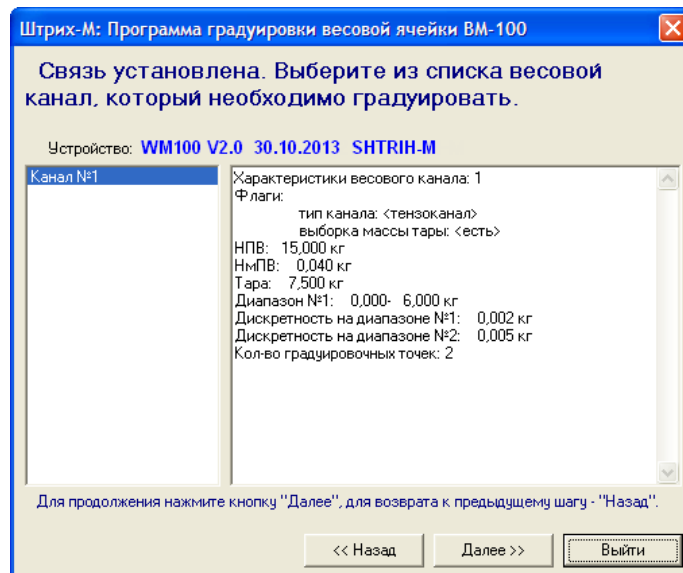 Штрих-М: Программа градуировки весовой ячейки ВМ-100
Связь установлена. Выберите из списка весовой
канал, который необходимо градуировать.
Устройство: WM100 V2.0 30.10.2013 SHTRIH-M
Канал №1
Характеристики весового канала: 1
Флаги:
тип канала: <тензоканал>
выборка массы тары: <есть>
НПВ: 15,000 кг
НмПВ: 0,040 кг
Тара: 7,500 кг
Диапазон №1: 0,000- 6,000 кг
Дискретность на диапазоне №1: 0,002 кг
Дискретность на диапазоне №2: 0,005 кг
Кол-во градуировочных точек: 2
Для продолжения нажмите кнопку "Далее", для возврата к предыдущему шагу - "Назад".
<< Назад
Далее >>
Выйти